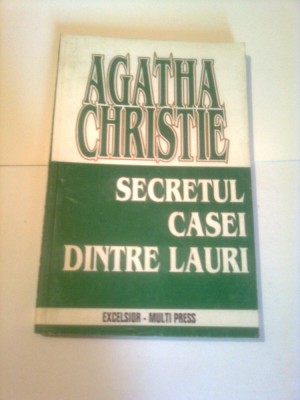 AGATHA
CHRISTIE
SECRETUL
CASEI
DINTRE LAURI
EXCELSIOR - MULTI PRESS